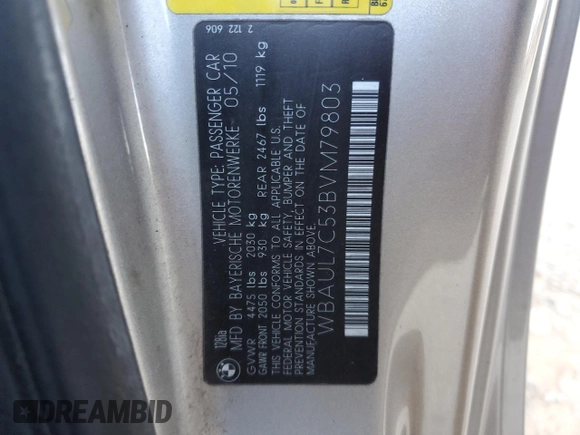 128ia
VEHICLE TYPE: PASSENGER CAR
MFD BY BAYERISCHE MOTORENWERKE 05/10
GVWR 4475 lbs 2030 kg
GAWR FRONT 2050 lbs 930 kg REAR 2467 lbs 1119 kg
THIS VEHICLE CONFORMS TO ALL APPLICABLE U.S.
FEDERAL MOTOR VEHICLE SAFETY, BUMPER AND THEFT
PREVENTION STANDARDS IN EFFECT ON THE DATE OF
MANUFACTURE SHOWN ABOVE.
WBAUL7C53BVM79803
2 122 606
DREAMBID